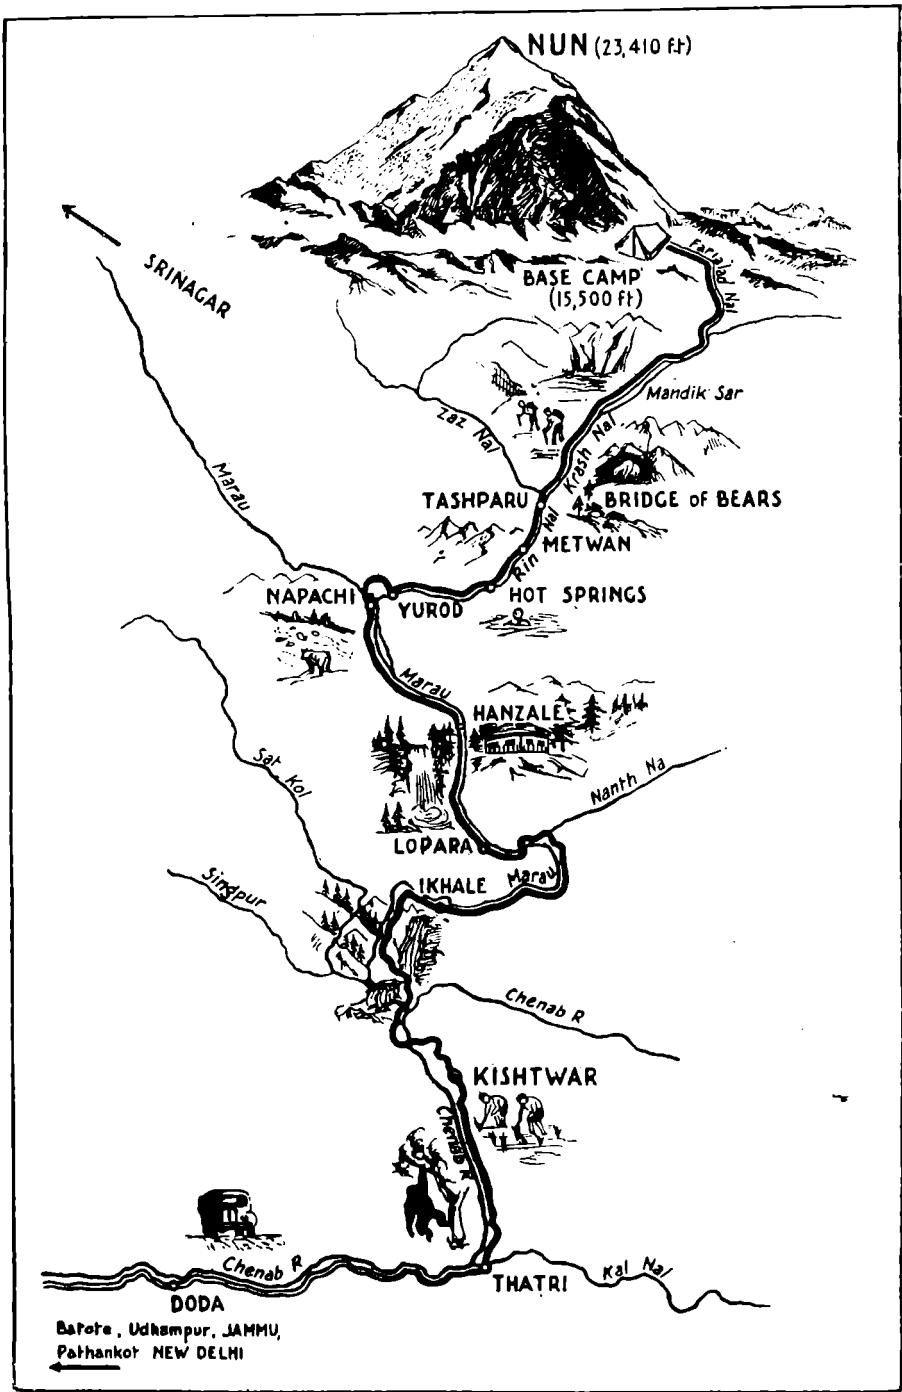 NUN (23,410 ft)
SRINAGAR
BASE CAMP
(15,500 ft)
Mandik Sar
Zaz Nal
Krash Nal
Marau
TASHPARU
BRIDGE OF BEARS
Rin Nal
METWAN
NAPACHI
YUROD
HOT SPRINGS
Marau
HANZALE
Sat Kol
Nanth Na
LOPARA
Sindpur
IKHALE
Marau
Chenab R
KISHTWAR
Chenab R
Chenab R
THATRI
Kal Nal
DODA
Batote, Udhampur, JAMMU,
Pathankot NEW DELHI